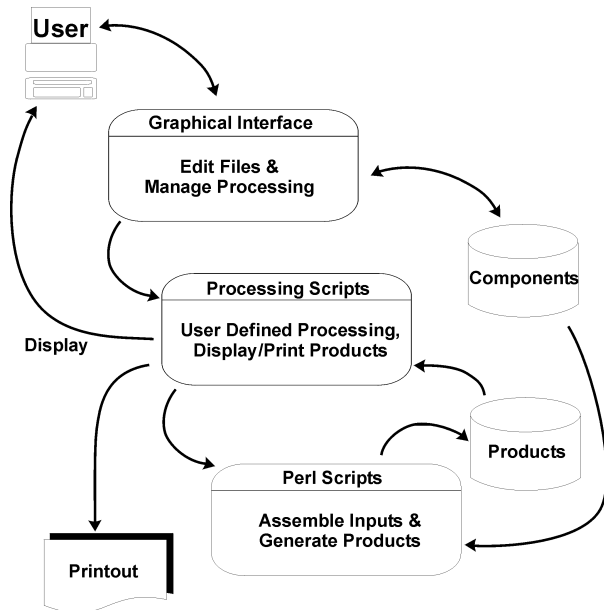 User
Graphical Interface
Edit Files &
Manage Processing
Components
Processing Scripts
User Defined Processing,
Display/Print Products
Display
Products
Perl Scripts
Assemble Inputs &
Generate Products
Printout